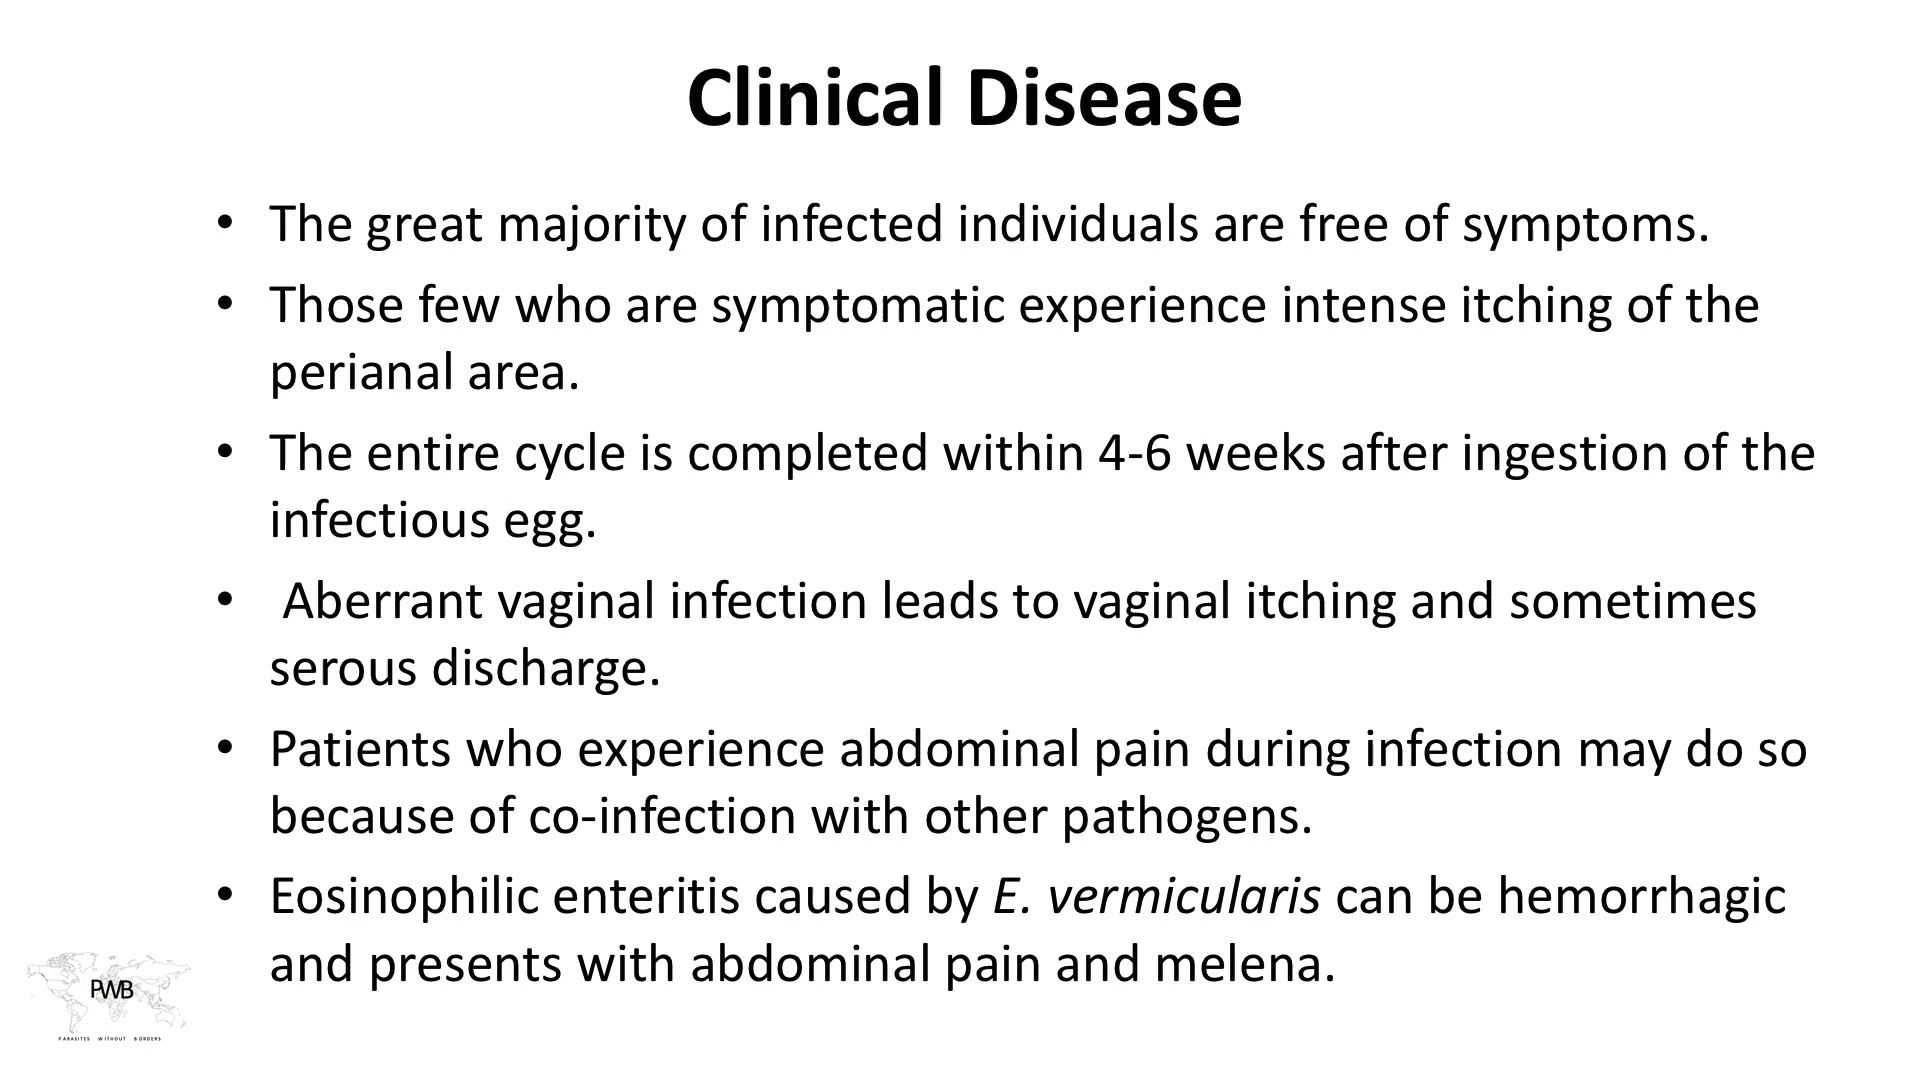 Clinical Disease
• The great majority of infected individuals are free of symptoms.
• Those few who are symptomatic experience intense itching of the
perianal area.
• The entire cycle is completed within 4-6 weeks after ingestion of the
infectious egg.
• Aberrant vaginal infection leads to vaginal itching and sometimes
serous discharge.
• Patients who experience abdominal pain during infection may do so
because of co-infection with other pathogens.
• Eosinophilic enteritis caused by E. vermicularis can be hemorrhagic
and presents with abdominal pain and melena.
PWB
PARASITES WITHOUT BORDERS